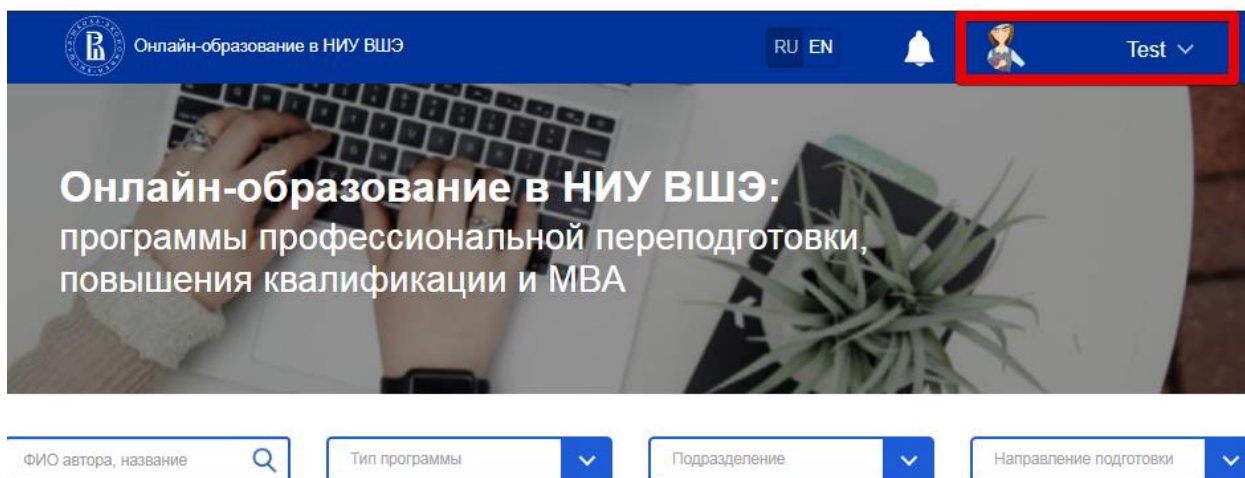 Онлайн-образование в НИУ ВШЭ
RU EN
Test
Онлайн-образование в НИУ ВШЭ:
программы профессиональной переподготовки,
повышения квалификации и MBA
ФИО автора, название
Тип программы
Подразделение
Направление подготовки